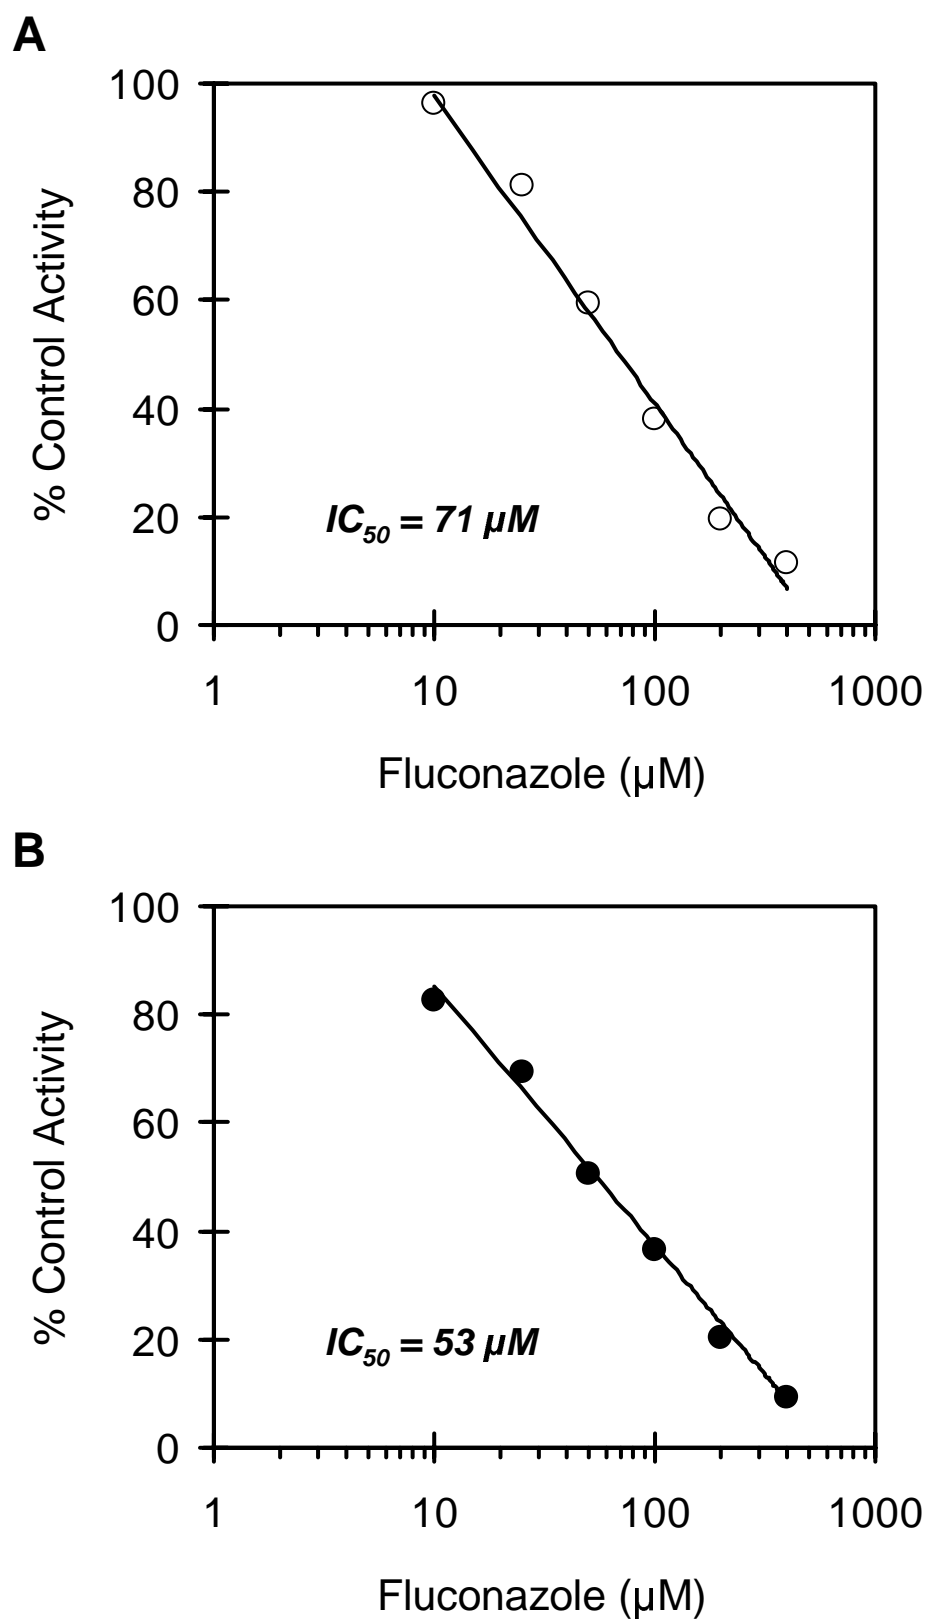 A
100
80
60
40
20
0
% Control Activity
IC50 = 71 µM
1 10 100 1000
Fluconazole (µM)
B
100
80
60
40
20
0
% Control Activity
IC50 = 53 µM
1 10 100 1000
Fluconazole (µM)